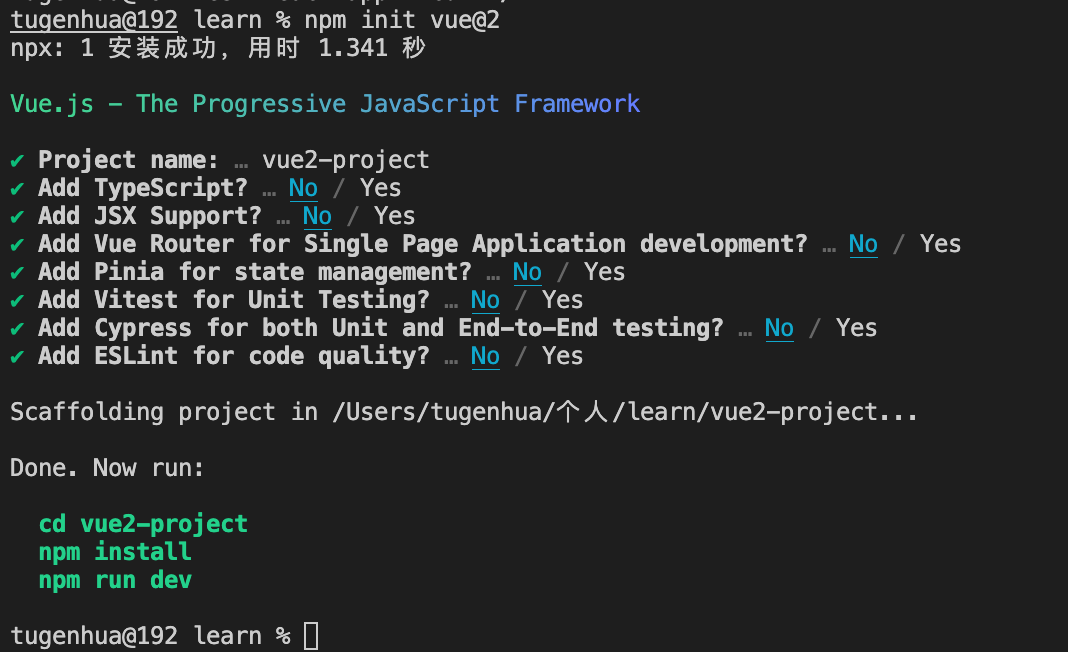 tugenhua@192 learn % npm init vue@2
npx: 1 安装成功，用时 1.341 秒
Vue.js - The Progressive JavaScript Framework
✔ Project name: … vue2-project
✔ Add TypeScript? … No / Yes
✔ Add JSX Support? … No / Yes
✔ Add Vue Router for Single Page Application development? … No / Yes
✔ Add Pinia for state management? … No / Yes
✔ Add Vitest for Unit Testing? … No / Yes
✔ Add Cypress for both Unit and End-to-End testing? … No / Yes
✔ Add ESLint for code quality? … No / Yes
Scaffolding project in /Users/tugenhua/个人/learn/vue2-project...
Done. Now run:
cd vue2-project
npm install
npm run dev
tugenhua@192 learn %